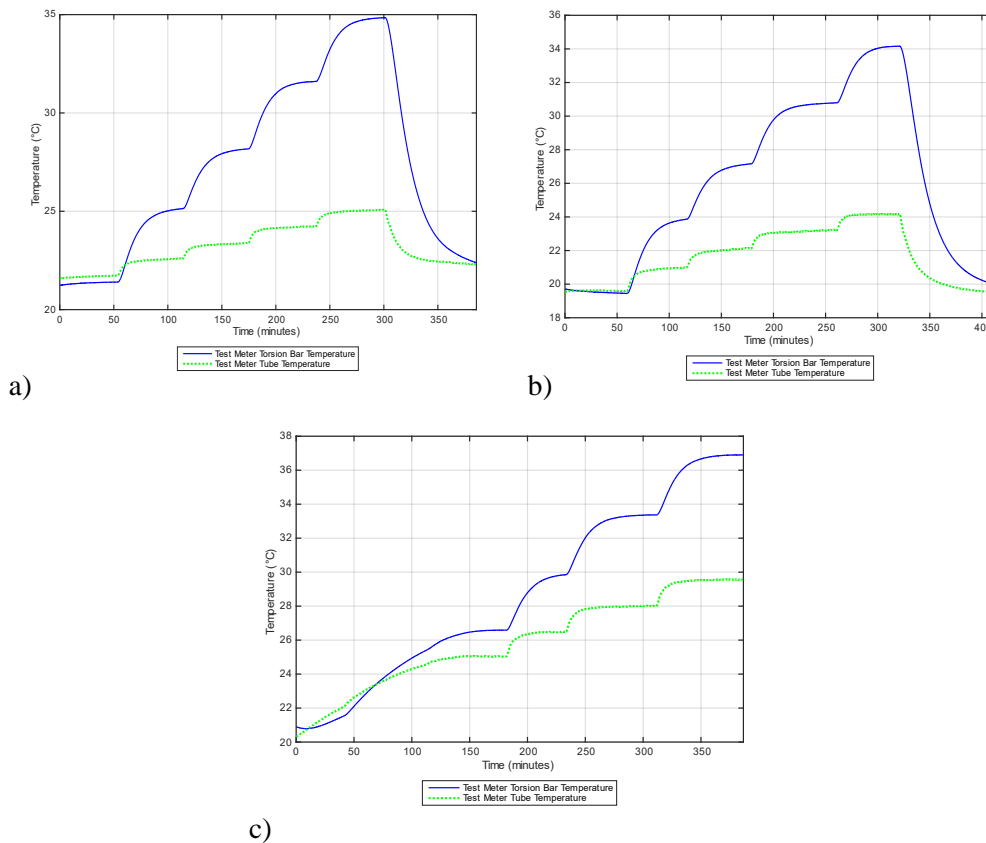 35
30
25
20
Temperature (°C)
0 50 100 150 200 250 300 350
Time (minutes)
Test Meter Torsion Bar Temperature
Test Meter Tube Temperature
a)
36
34
32
30
28
26
24
22
20
18
Temperature (°C)
0 50 100 150 200 250 300 350 40
Time (minutes)
Test Meter Torsion Bar Temperature
Test Meter Tube Temperature
b)
38
36
34
32
30
28
26
24
22
20
Temperature (°C)
0 50 100 150 200 250 300 350
Time (minutes)
Test Meter Torsion Bar Temperature
Test Meter Tube Temperature
c)